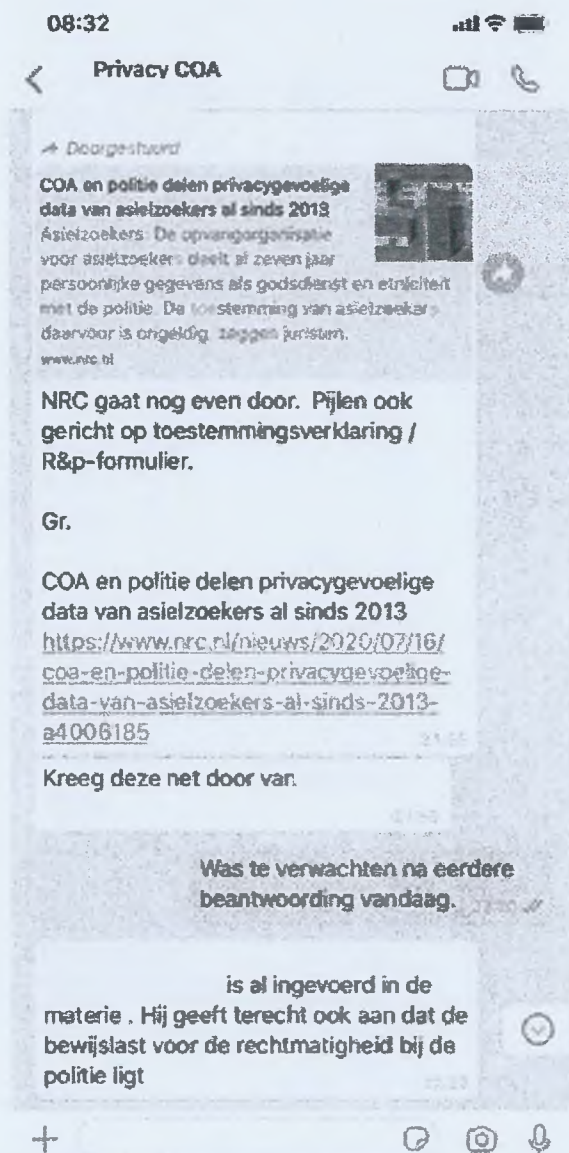 08:32
Privacy COA
Doorgestuurd
COA en politie delen privacygevoelige
data van asielzoekers al sinds 2013
Asielzoekers De opvangorganisatie
voor asielzoekers deelt al zeven jaar
persoonlijke gegevens als godsdienst en etniciteit
met de politie. De toestemming van asielzoekers
daarvoor is ongeldig, zeggen juristen.
www.nrc.nl
NRC gaat nog even door. Pijlen ook
gericht op toestemmingsverklaring /
R&p-formulier.
Gr.
COA en politie delen privacygevoelige
data van asielzoekers al sinds 2013
https://www.nrc.nl/nieuws/2020/07/16/
coa-en-politie-delen-privacygevoelige-
data-van-asielzoekers-al-sinds-2013-
a4006185
Kreeg deze net door van
Was te verwachten na eerdere
beantwoording vandaag.
is al ingevoerd in de
materie . Hij geeft terecht ook aan dat de
bewijslast voor de rechtmatigheid bij de
politie ligt